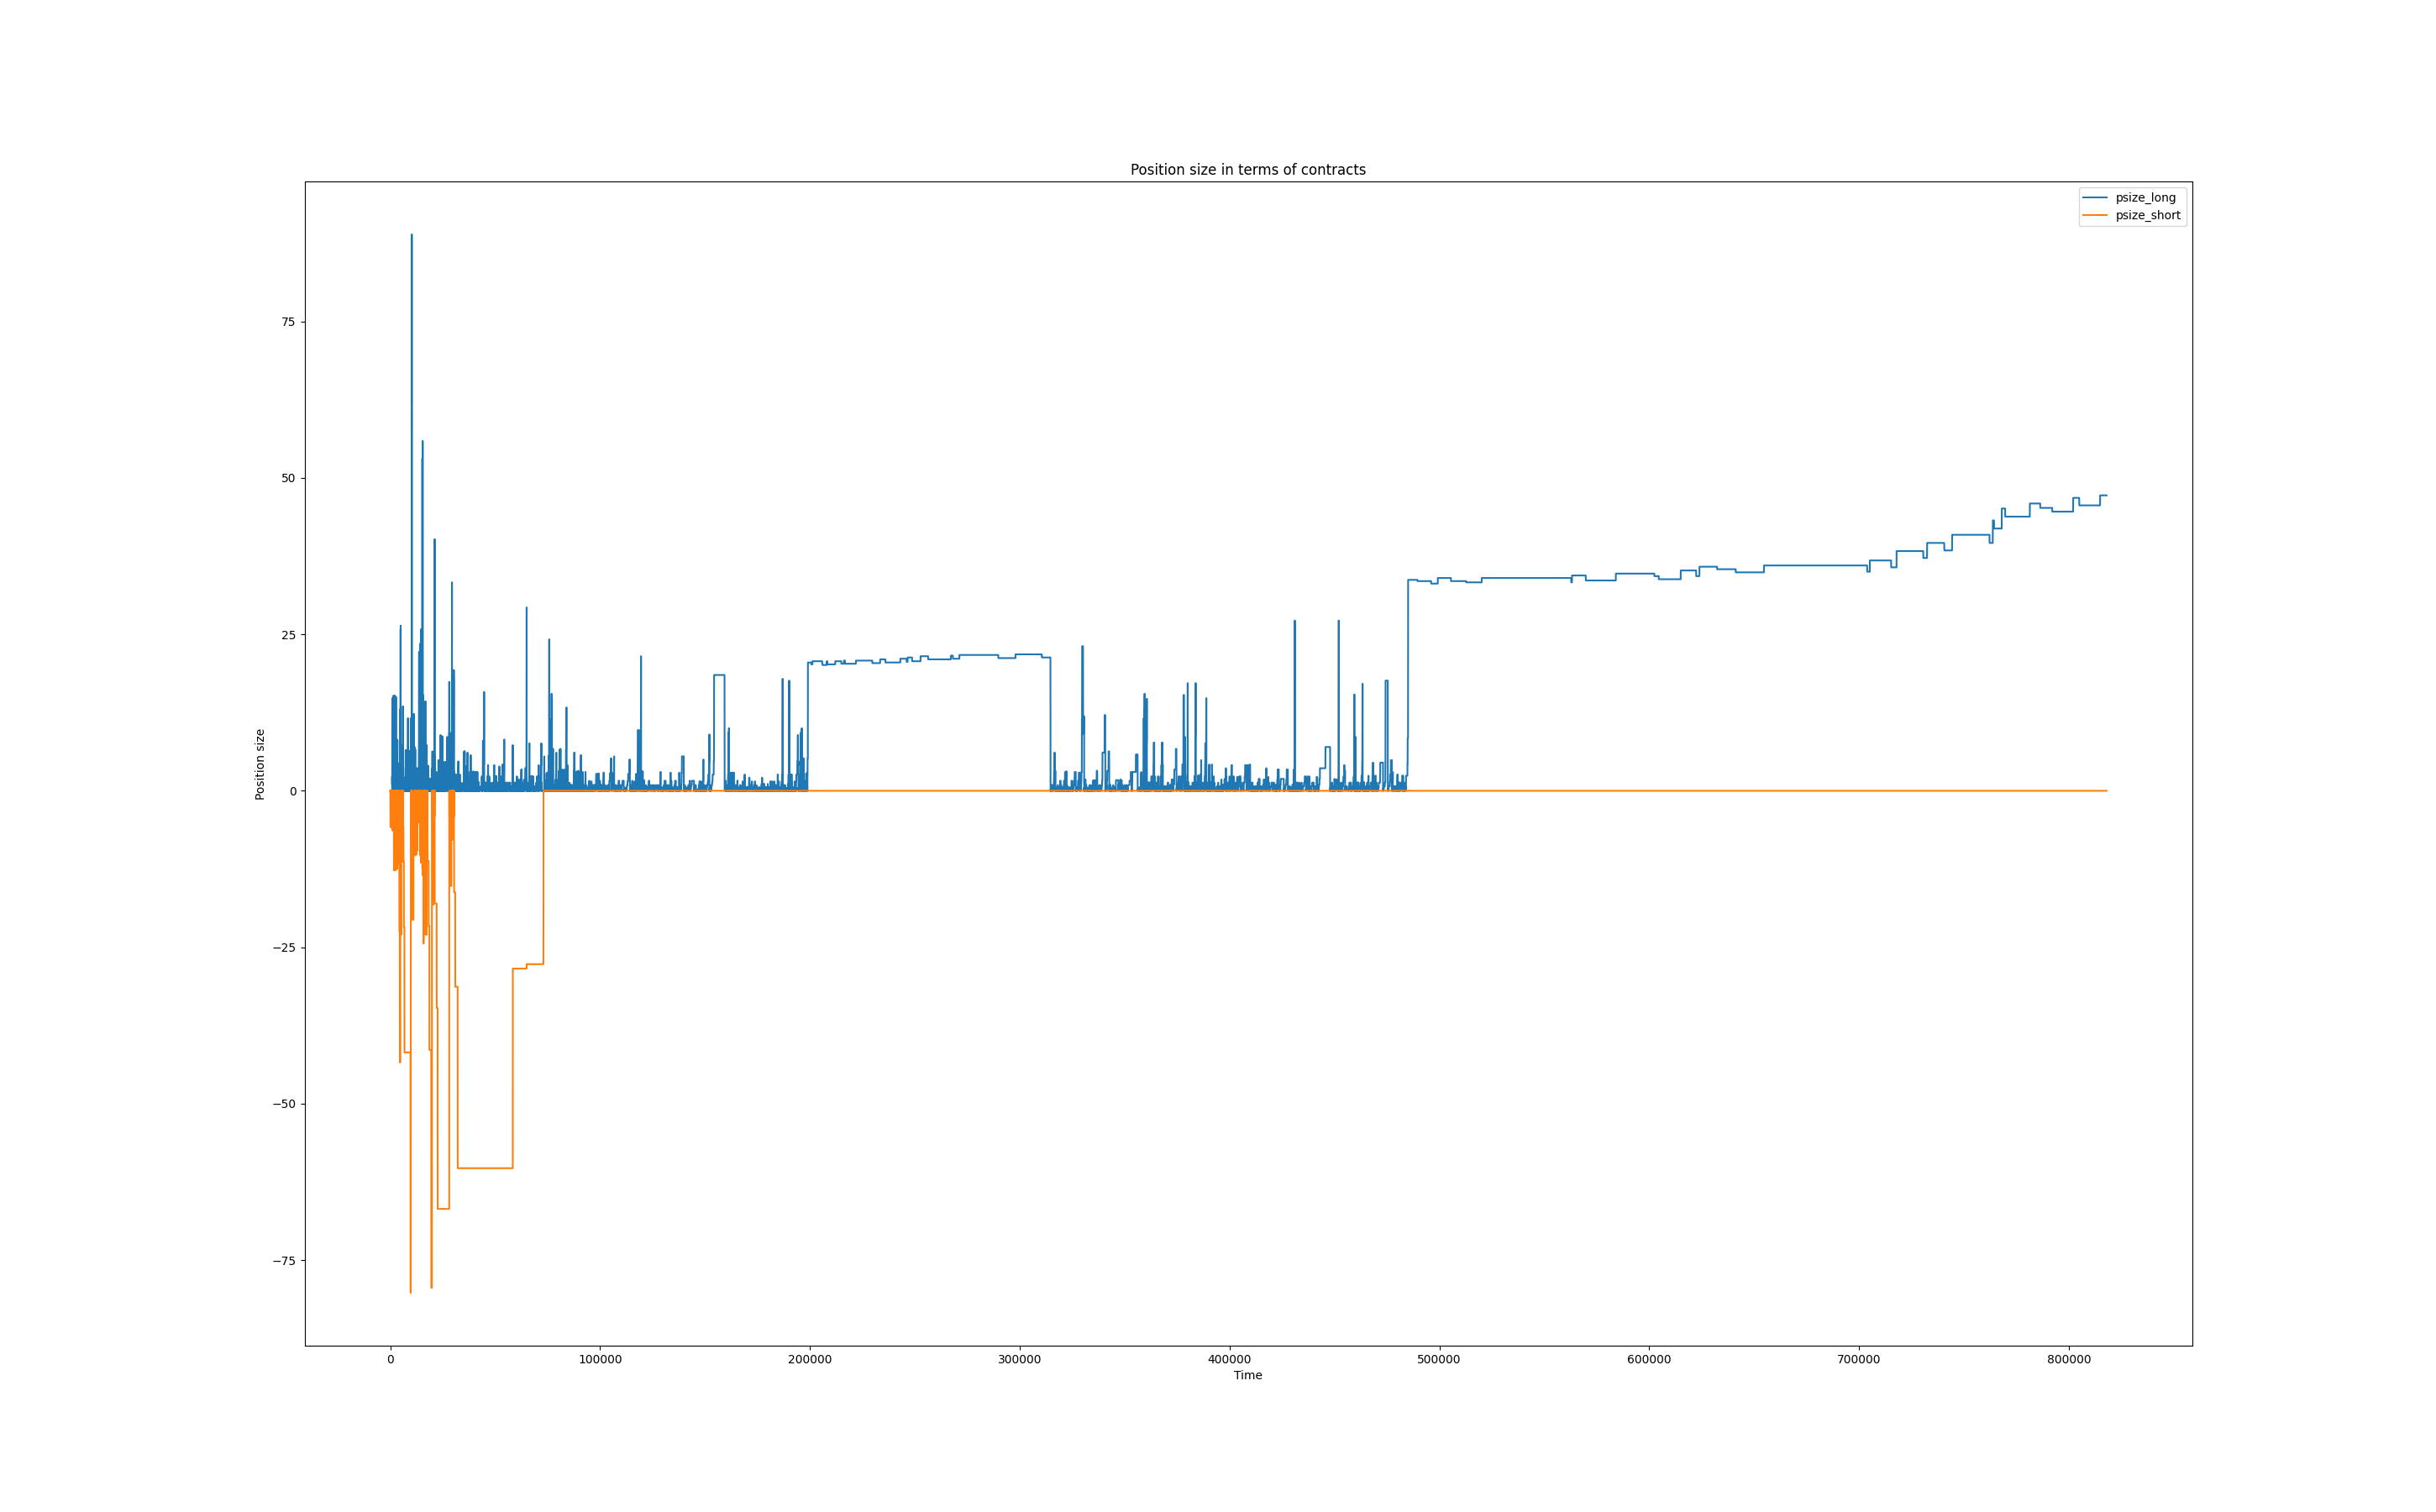 Position size in terms of contracts
psize_long
psize_short
Position size
75
50
25
0
−25
−50
−75
0 100000 200000 300000 400000 500000 600000 700000 800000
Time